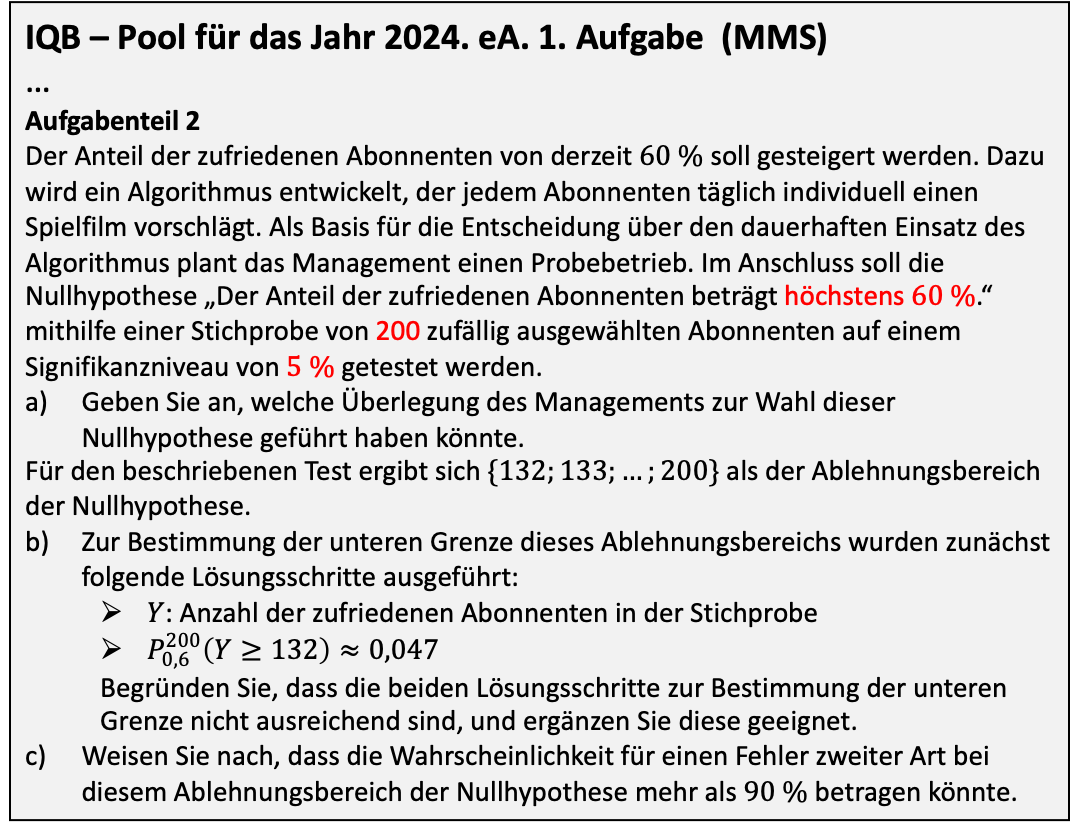 IQB – Pool für das Jahr 2024. eA. 1. Aufgabe (MMS)
...
Aufgabenteil 2
Der Anteil der zufriedenen Abonnenten von derzeit 60 % soll gesteigert werden. Dazu
wird ein Algorithmus entwickelt, der jedem Abonnenten täglich individuell einen
Spielfilm vorschlägt. Als Basis für die Entscheidung über den dauerhaften Einsatz des
Algorithmus plant das Management einen Probebetrieb. Im Anschluss soll die
Nullhypothese „Der Anteil der zufriedenen Abonnenten beträgt höchstens 60 %.“
mithilfe einer Stichprobe von 200 zufällig ausgewählten Abonnenten auf einem
Signifikanzniveau von 5 % getestet werden.
a) Geben Sie an, welche Überlegung des Managements zur Wahl dieser
Nullhypothese geführt haben könnte.
Für den beschriebenen Test ergibt sich {132; 133; … ; 200} als der Ablehnungsbereich
der Nullhypothese.
b) Zur Bestimmung der unteren Grenze dieses Ablehnungsbereichs wurden zunächst
folgende Lösungsschritte ausgeführt:
➢ Y: Anzahl der zufriedenen Abonnenten in der Stichprobe
➢ P_{0,6}^{200}(Y ≥ 132) ≈ 0,047
Begründen Sie, dass die beiden Lösungsschritte zur Bestimmung der unteren
Grenze nicht ausreichend sind, und ergänzen Sie diese geeignet.
c) Weisen Sie nach, dass die Wahrscheinlichkeit für einen Fehler zweiter Art bei
diesem Ablehnungsbereich der Nullhypothese mehr als 90 % betragen könnte.